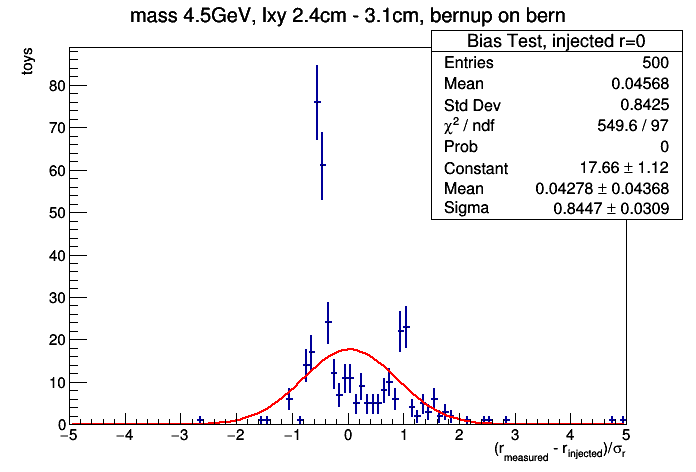 mass 4.5GeV, lxy 2.4cm - 3.1cm, bernup on bern
Bias Test, injected r=0
Entries 500
Mean 0.04568
Std Dev 0.8425
χ² / ndf 549.6 / 97
Prob 0
Constant 17.66 ± 1.12
Mean 0.04278 ± 0.04368
Sigma 0.8447 ± 0.0309
toys
80
70
60
50
40
30
20
10
0
−5 −4 −3 −2 −1 0 1 2 3 4 5
(r_measured - r_injected)/σ_r